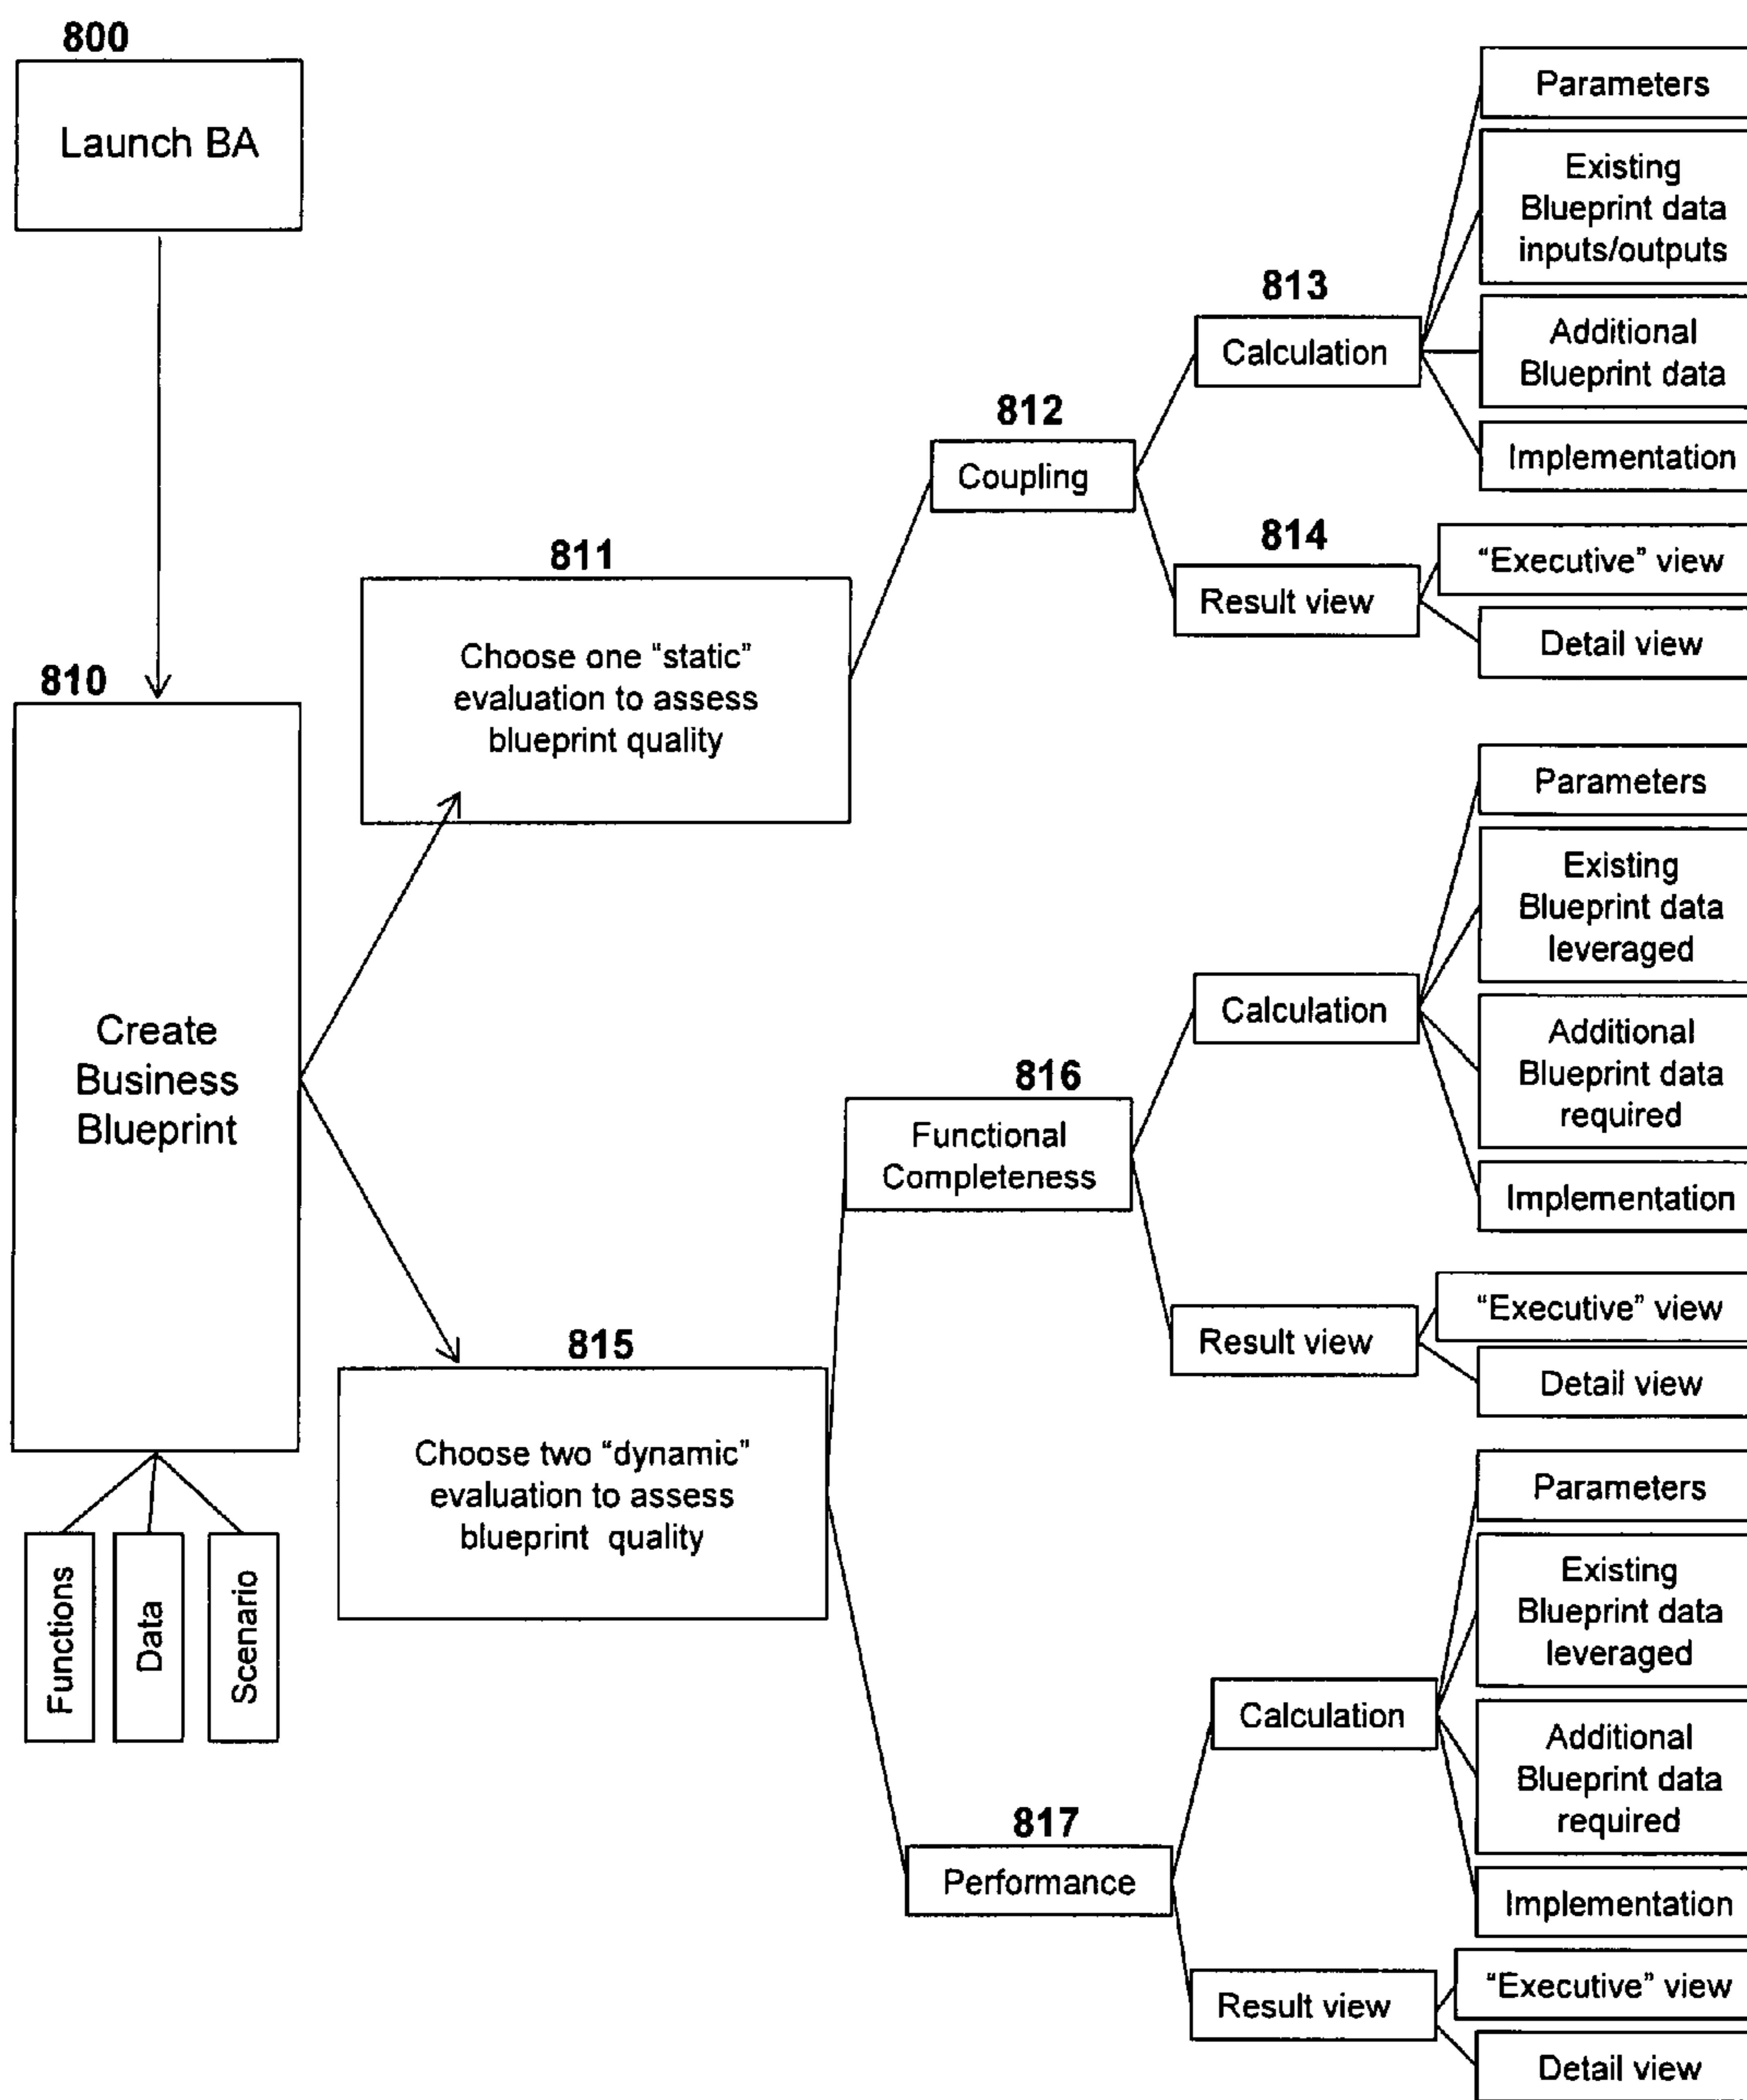 800
Launch BA
810
Create
Business
Blueprint
Functions
Data
Scenario
811
Choose one “static”
evaluation to assess
blueprint quality
812
Coupling
813
Calculation
Parameters
Existing
Blueprint data
inputs/outputs
Additional
Blueprint data
Implementation
814
Result view
“Executive” view
Detail view
815
Choose two “dynamic”
evaluation to assess
blueprint quality
816
Functional
Completeness
Calculation
Parameters
Existing
Blueprint data
leveraged
Additional
Blueprint data
required
Implementation
Result view
“Executive” view
Detail view
817
Performance
Calculation
Parameters
Existing
Blueprint data
leveraged
Additional
Blueprint data
required
Implementation
Result view
“Executive” view
Detail view